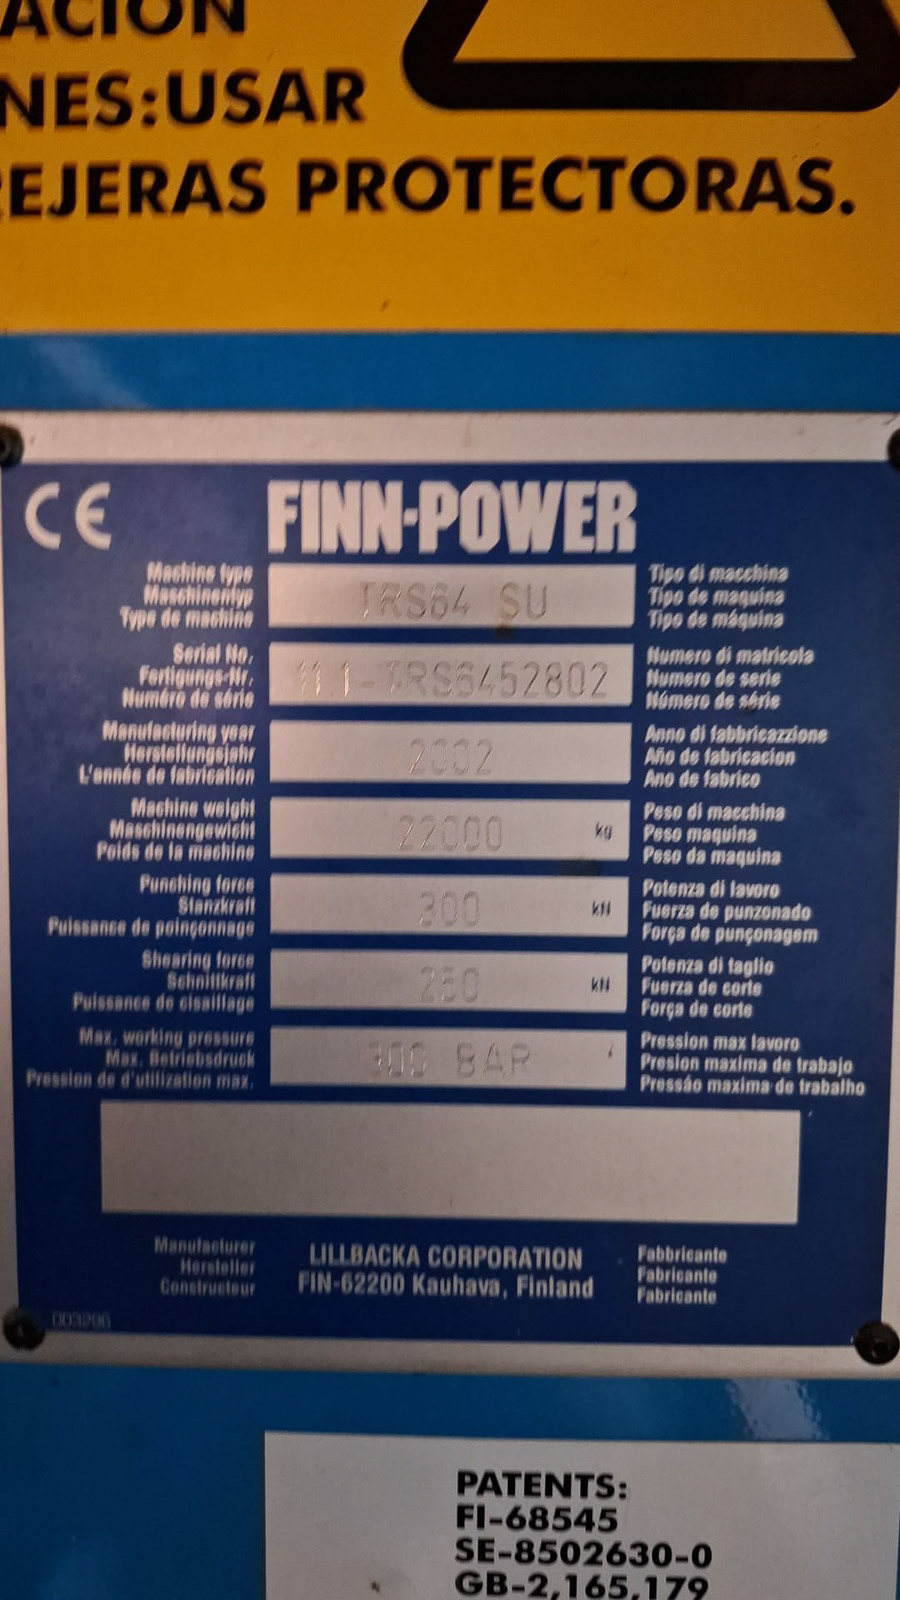 ACION
NES:USAR
EJERAS PROTECTORAS.
CE
FINN-POWER
Machine type
Maschinentyp
Type de machine
TRS64 SU
Tipo di macchina
Tipo de maquina
Tipo de máquina
Serial No.
Fertigungs-Nr.
Numéro de série
11 1-TRS6452802
Numero di matricola
Numero de serie
Número de série
Manufacturing year
Herstellungsjahr
L'année de fabrication
2002
Anno di fabbricazzione
Año de fabricacion
Ano de fabrico
Machine weight
Maschinengewicht
Poids de la machine
22000 kg
Peso di macchina
Peso maquina
Peso da maquina
Punching force
Stanzkraft
Puissance de poinçonnage
300 kN
Potenza di lavoro
Fuerza de punzonado
Força de punçonagem
Shearing force
Schnittkraft
Puissance de cisaillage
250 kN
Potenza di taglio
Fuerza de corte
Força de corte
Max. working pressure
Max. Betriebsdruck
Pression de d'utilization max.
300 BAR
Pression max lavoro
Presion maxima de trabajo
Pressáo maxima de trabalho
Manufacturer
Hersteller
Constructeur
LILLBACKA CORPORATION
FIN-62200 Kauhava, Finland
Fabbricante
Fabricante
Fabricante
003206
PATENTS:
FI-68545
SE-8502630-0
GB-2,165,179